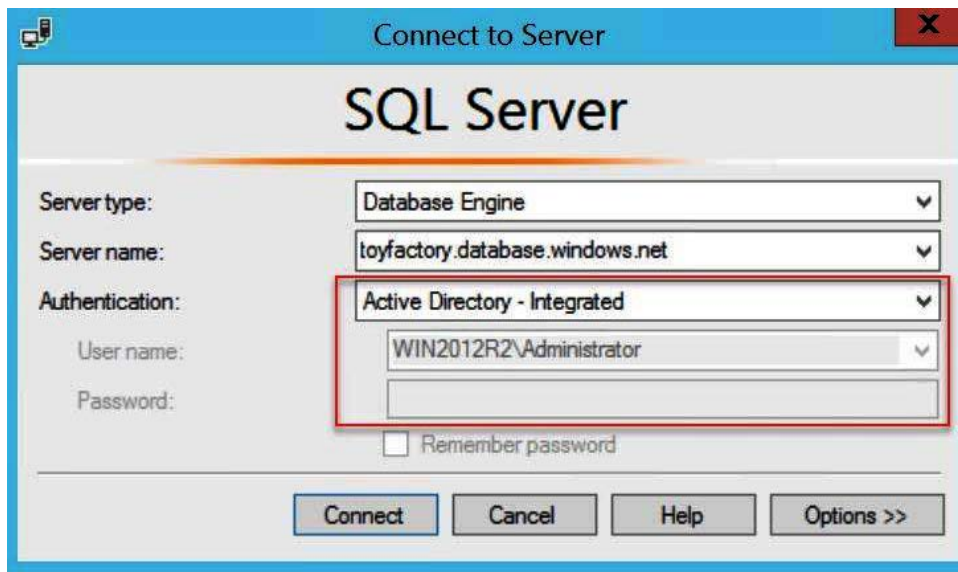 Connect to Server
X
SQL Server
Server type: Database Engine
Server name: toyfactory.database.windows.net
Authentication: Active Directory - Integrated
User name: WIN2012R2\Administrator
Password:
Remember password
Connect Cancel Help Options >>